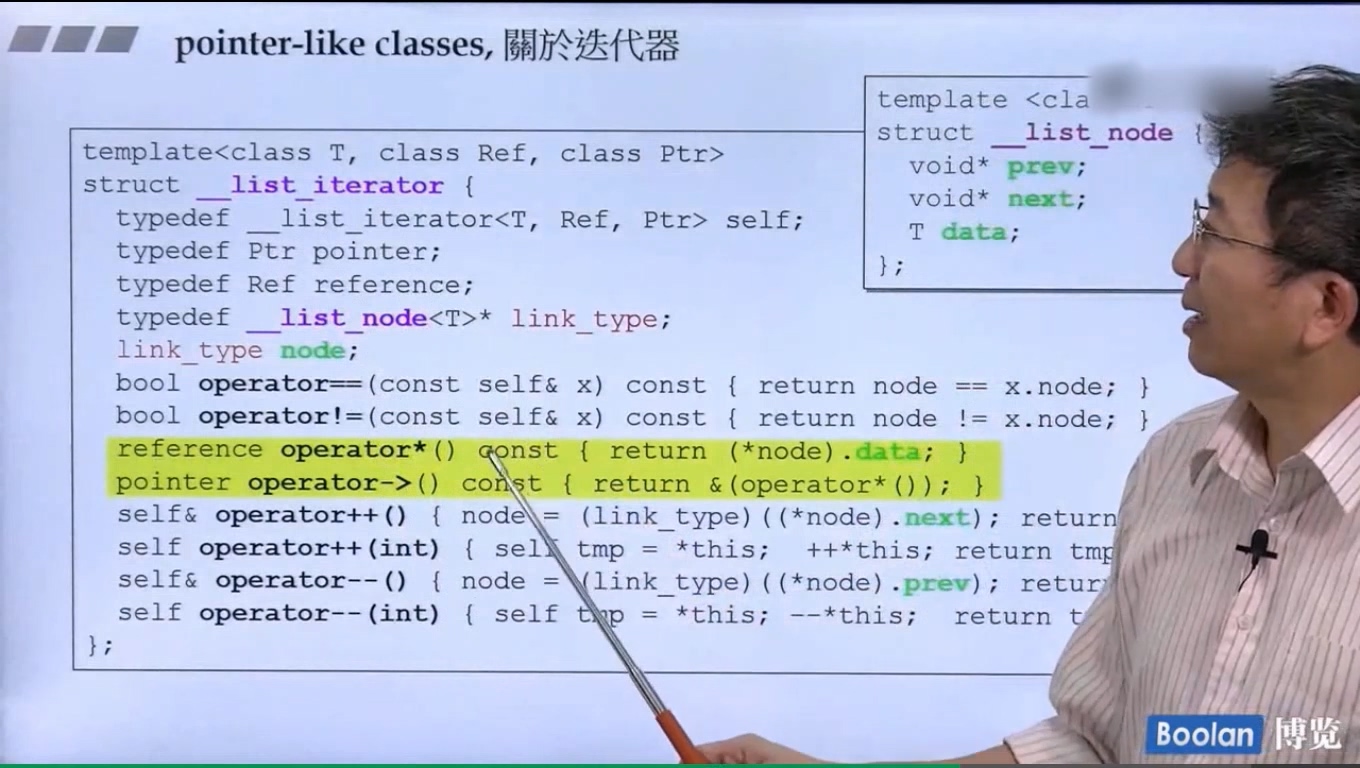 pointer-like classes, 關於迭代器
template <cla
struct __list_node {
void* prev;
void* next;
T data;
};
template<class T, class Ref, class Ptr>
struct __list_iterator {
typedef __list_iterator<T, Ref, Ptr> self;
typedef Ptr pointer;
typedef Ref reference;
typedef __list_node<T>* link_type;
link_type node;
bool operator==(const self& x) const { return node == x.node; }
bool operator!=(const self& x) const { return node != x.node; }
reference operator*() const { return (*node).data; }
pointer operator->() const { return &(operator*()); }
self& operator++() { node = (link_type)((*node).next); return
self operator++(int) { self tmp = *this; ++*this; return tmp
self& operator--() { node = (link_type)((*node).prev); retur
self operator--(int) { self tmp = *this; --*this; return t
};
Boolan 博览